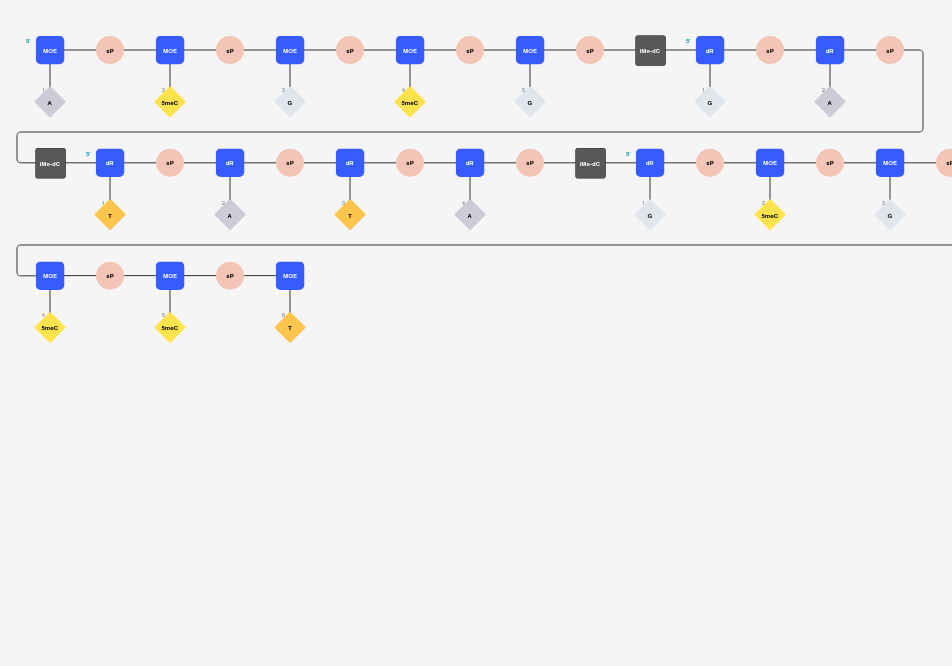 5' MOE sP MOE sP MOE sP MOE sP MOE sP iMe-dC 5' dR sP dR sP
1 2 3 4 5 1 2
A 5meC G 5meC G G A
iMe-dC 5' dR sP dR sP dR sP dR sP iMe-dC 5' dR sP MOE sP MOE sP
1 2 3 4 1 2 3
T A T A G 5meC G
MOE sP MOE sP MOE
4 5 6
5meC 5meC T